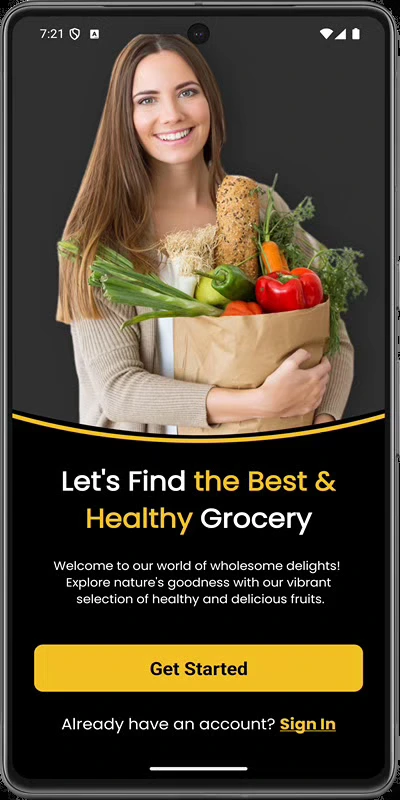 7:21
Let's Find the Best &
Healthy Grocery
Welcome to our world of wholesome delights!
Explore nature's goodness with our vibrant
selection of healthy and delicious fruits.
Get Started
Already have an account? Sign In